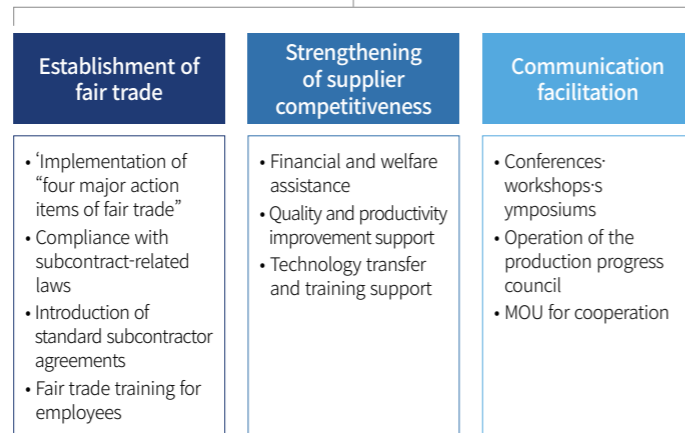 Establishment of
fair trade
• ‘Implementation of
“four major action
items of fair trade”
• Compliance with
subcontract-related
laws
• Introduction of
standard subcontractor
agreements
• Fair trade training for
employees
Strengthening
of supplier
competitiveness
• Financial and welfare
assistance
• Quality and productivity
improvement support
• Technology transfer
and training support
Communication
facilitation
• Conferences·
workshops·s
ymposiums
• Operation of the
production progress
council
• MOU for cooperation